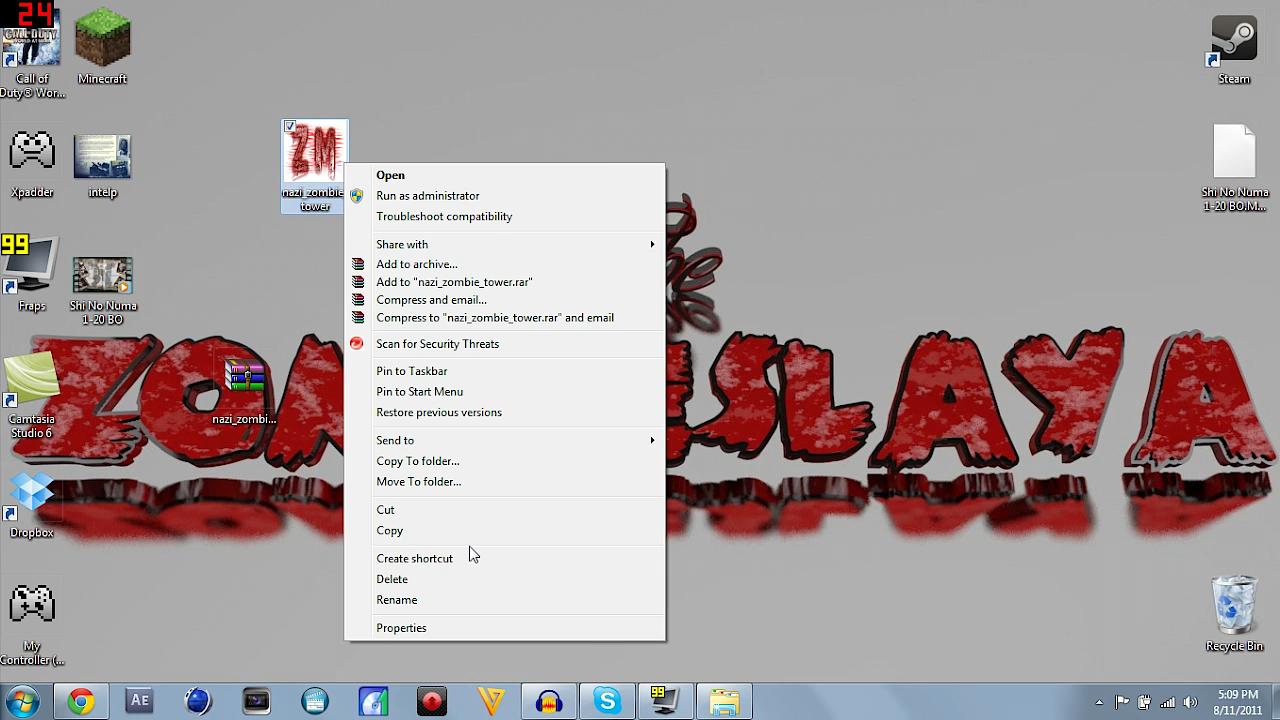 24
CALL OF DUTY
Call of
Duty® Wor...
Minecraft
Steam
Xpadder
intelp
ZM
nazi_zombie
tower
Shi No Numa
1-20 BO.M...
99
Fraps
Shi No Numa
1-20 BO
Camtasia
Studio 6
nazi_zombi...
Dropbox
My
Controller (...
Recycle Bin
Open
Run as administrator
Troubleshoot compatibility
Share with
Add to archive...
Add to "nazi_zombie_tower.rar"
Compress and email...
Compress to "nazi_zombie_tower.rar" and email
Scan for Security Threats
Pin to Taskbar
Pin to Start Menu
Restore previous versions
Send to
Copy To folder...
Move To folder...
Cut
Copy
Create shortcut
Delete
Rename
Properties
SLAYA
AE
S
99
5:09 PM
8/11/2011